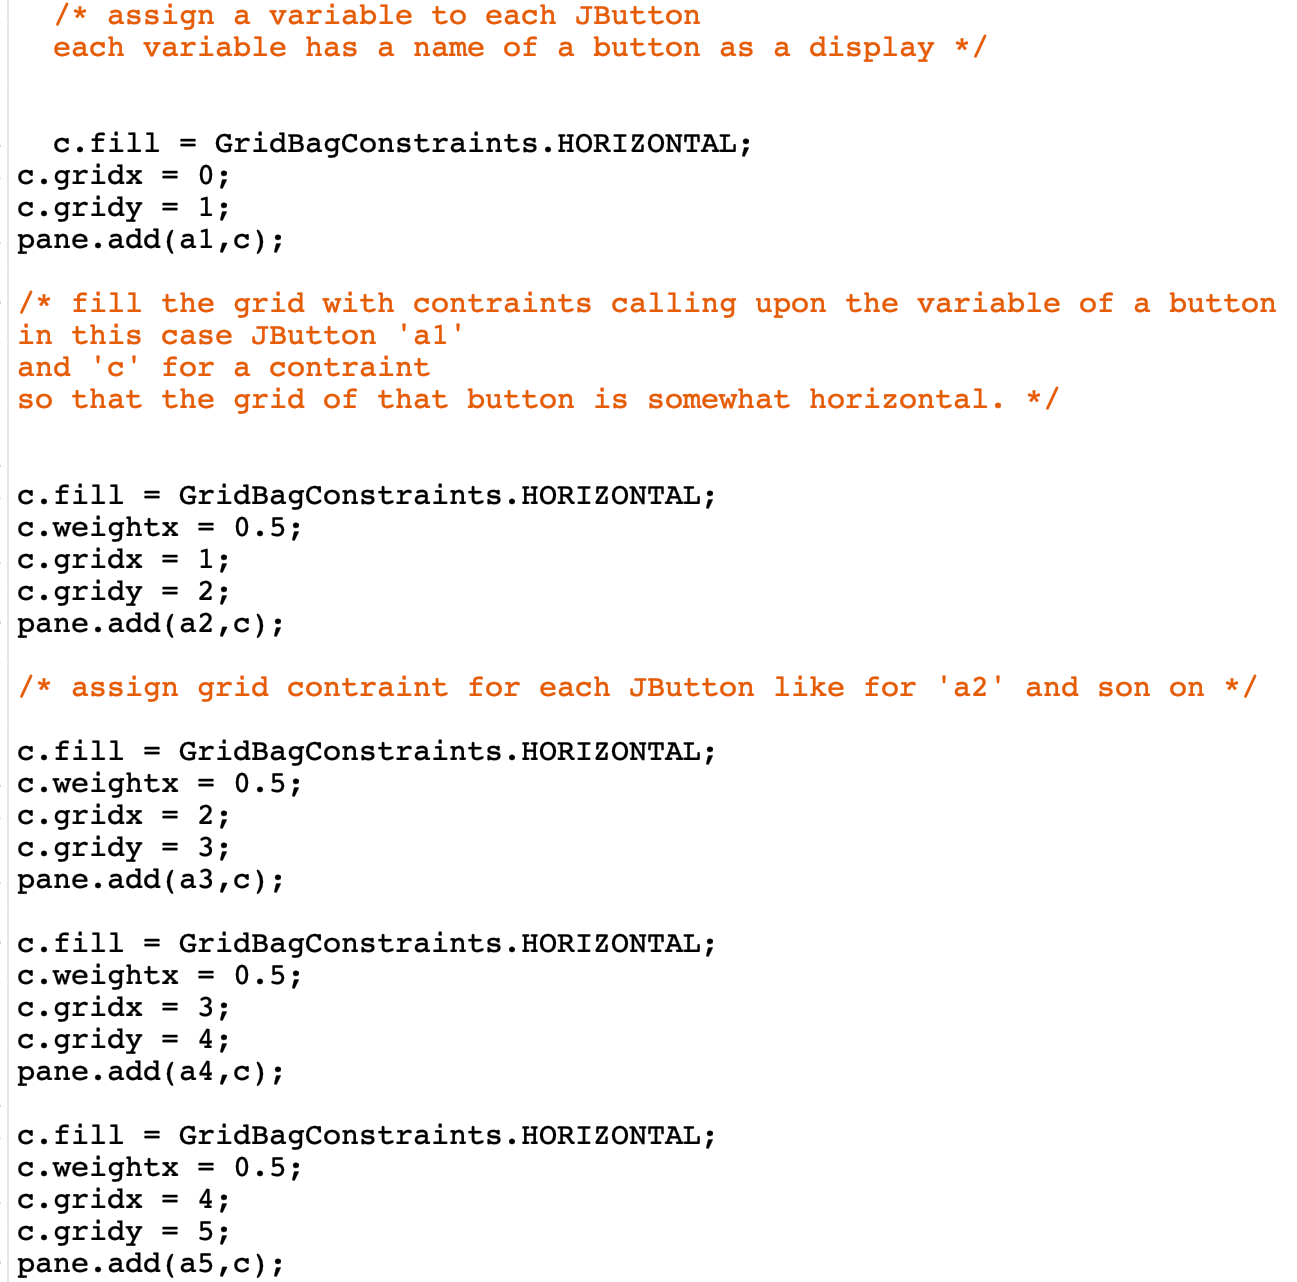 /* assign a variable to each JButton
each variable has a name of a button as a display */
c.fill = GridBagConstraints.HORIZONTAL;
c.gridx = 0;
c.gridy = 1;
pane.add(a1,c);
/* fill the grid with contraints calling upon the variable of a button
in this case JButton 'a1'
and 'c' for a contraint
so that the grid of that button is somewhat horizontal. */
c.fill = GridBagConstraints.HORIZONTAL;
c.weightx = 0.5;
c.gridx = 1;
c.gridy = 2;
pane.add(a2,c);
/* assign grid contraint for each JButton like for 'a2' and son on */
c.fill = GridBagConstraints.HORIZONTAL;
c.weightx = 0.5;
c.gridx = 2;
c.gridy = 3;
pane.add(a3,c);
c.fill = GridBagConstraints.HORIZONTAL;
c.weightx = 0.5;
c.gridx = 3;
c.gridy = 4;
pane.add(a4,c);
c.fill = GridBagConstraints.HORIZONTAL;
c.weightx = 0.5;
c.gridx = 4;
c.gridy = 5;
pane.add(a5,c);